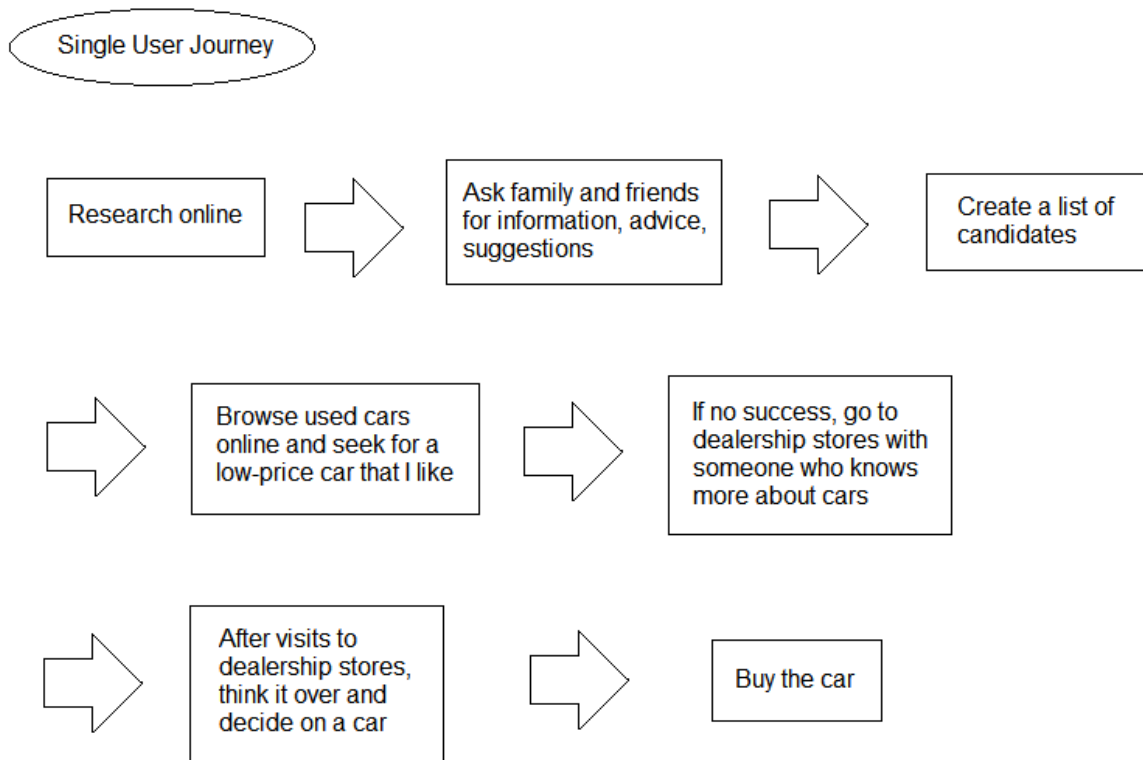 Single User Journey
Research online
Ask family and friends
for information, advice,
suggestions
Create a list of
candidates
Browse used cars
online and seek for a
low-price car that I like
If no success, go to
dealership stores with
someone who knows
more about cars
After visits to
dealership stores,
think it over and
decide on a car
Buy the car